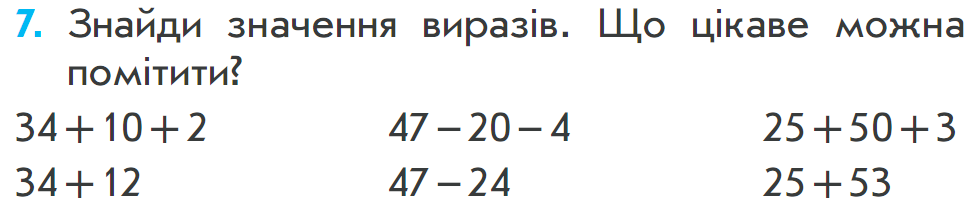 7. Знайди значення виразів. Що цікаве можна
помітити?
34+10+2 47−20−4 25+50+3
34+12 47−24 25+53